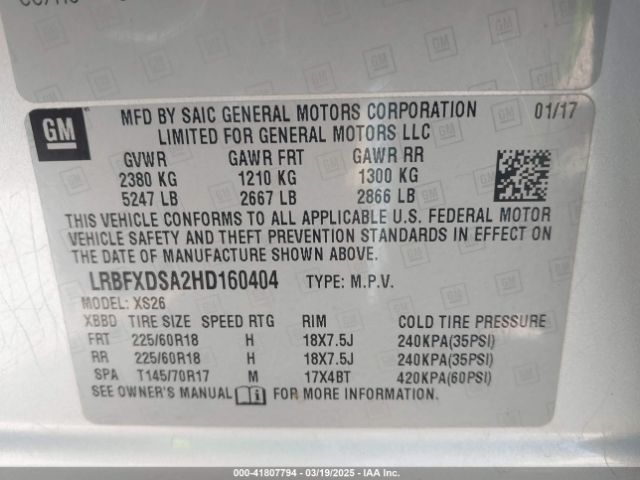 GM
MFD BY SAIC GENERAL MOTORS CORPORATION 01/17
LIMITED FOR GENERAL MOTORS LLC
GVWR GAWR FRT GAWR RR
2380 KG 1210 KG 1300 KG
5247 LB 2667 LB 2866 LB
THIS VEHICLE CONFORMS TO ALL APPLICABLE U.S. FEDERAL MOTOR
VEHICLE SAFETY AND THEFT PREVENTION STANDARDS IN EFFECT ON
THE DATE OF MANUFACTURE SHOWN ABOVE.
LRBFXDSA2HD160404 TYPE: M.P.V.
MODEL: XS26
XBBD TIRE SIZE SPEED RTG RIM COLD TIRE PRESSURE
FRT 225/60R18 H 18X7.5J 240KPA(35PSI)
RR 225/60R18 H 18X7.5J 240KPA(35PSI)
SPA T145/70R17 M 17X4BT 420KPA(60PSI)
SEE OWNER'S MANUAL FOR MORE INFORMATION.
000-41807794 - 03/19/2025 - IAA, Inc.